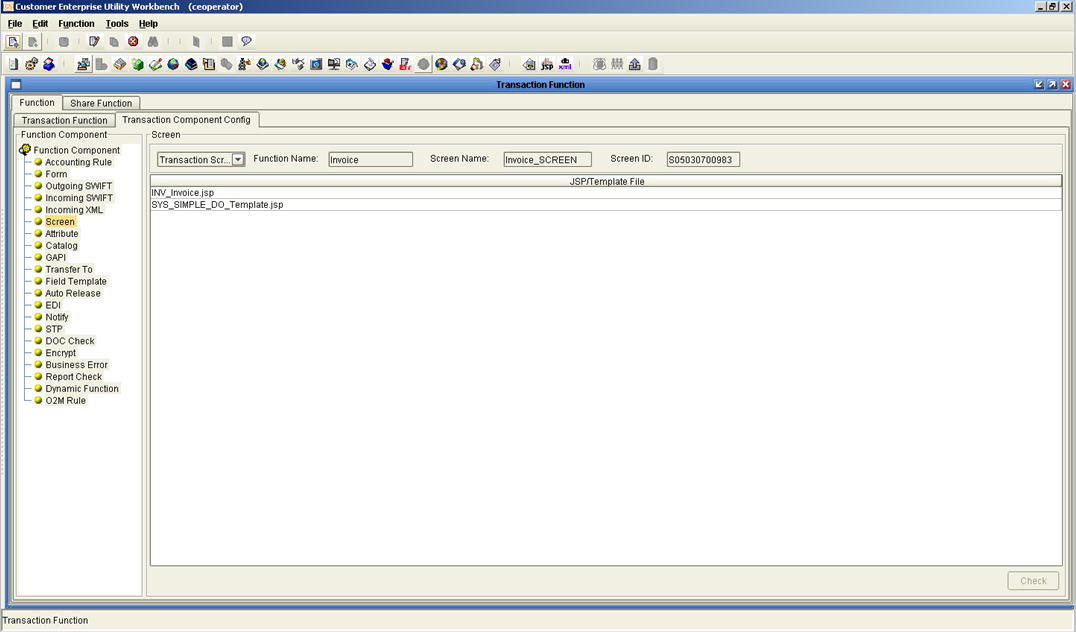 Customer Enterprise Utility Workbench (ceoperator)
File Edit Function Tools Help
JSP xml
Transaction Function
Function Share Function
Transaction Function Transaction Component Config
Function Component
Screen
Function Component
Accounting Rule
Form
Outgoing SWIFT
Incoming SWIFT
Incoming XML
Screen
Attribute
Catalog
GAPI
Transfer To
Field Template
Auto Release
EDI
Notify
STP
DOC Check
Encrypt
Business Error
Report Check
Dynamic Function
O2M Rule
Transaction Scr... Function Name: Invoice Screen Name: Invoice_SCREEN Screen ID: S05030700983
JSP/Template File
INV_Invoice.jsp
SYS_SIMPLE_DO_Template.jsp
Check
Transaction Function